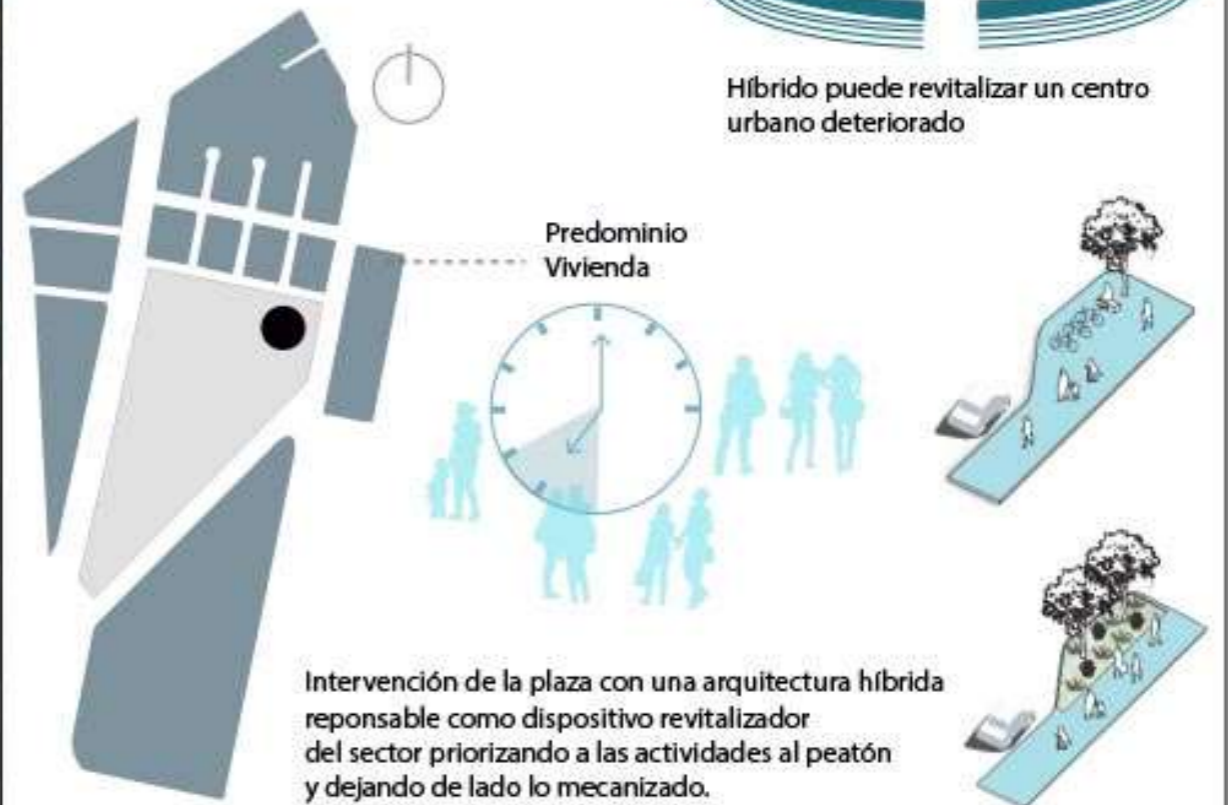 Híbrido puede revitalizar un centro
urbano deteriorado
Predominio
Vivienda
Intervención de la plaza con una arquitectura híbrida
reponsable como dispositivo revitalizador
del sector priorizando a las actividades al peatón
y dejando de lado lo mecanizado.